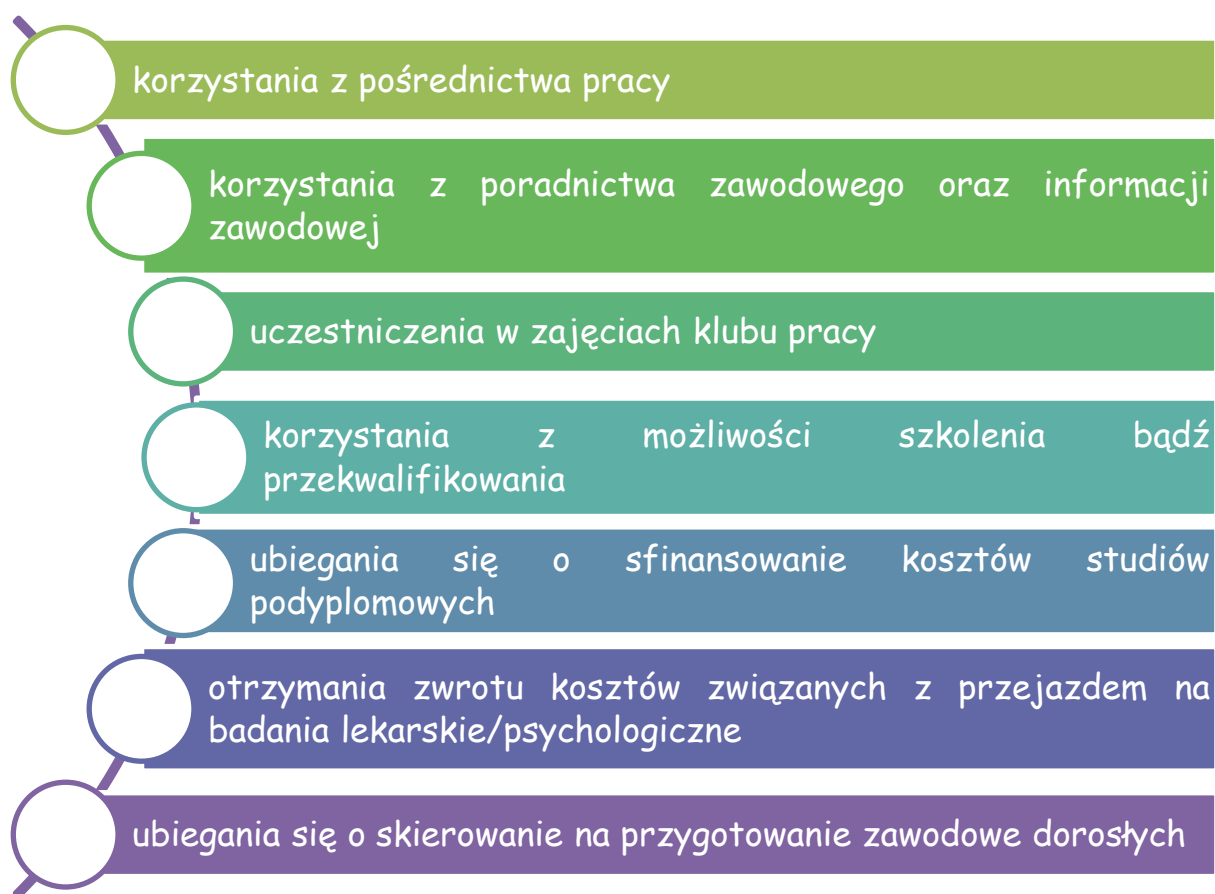 korzystania z pośrednictwa pracy
korzystania z poradnictwa zawodowego oraz informacji
zawodowej
uczestniczenia w zajęciach klubu pracy
korzystania z możliwości szkolenia bądź
przekwalifikowania
ubiegania się o sfinansowanie kosztów studiów
podyplomowych
otrzymania zwrotu kosztów związanych z przejazdem na
badania lekarskie/psychologiczne
ubiegania się o skierowanie na przygotowanie zawodowe dorosłych